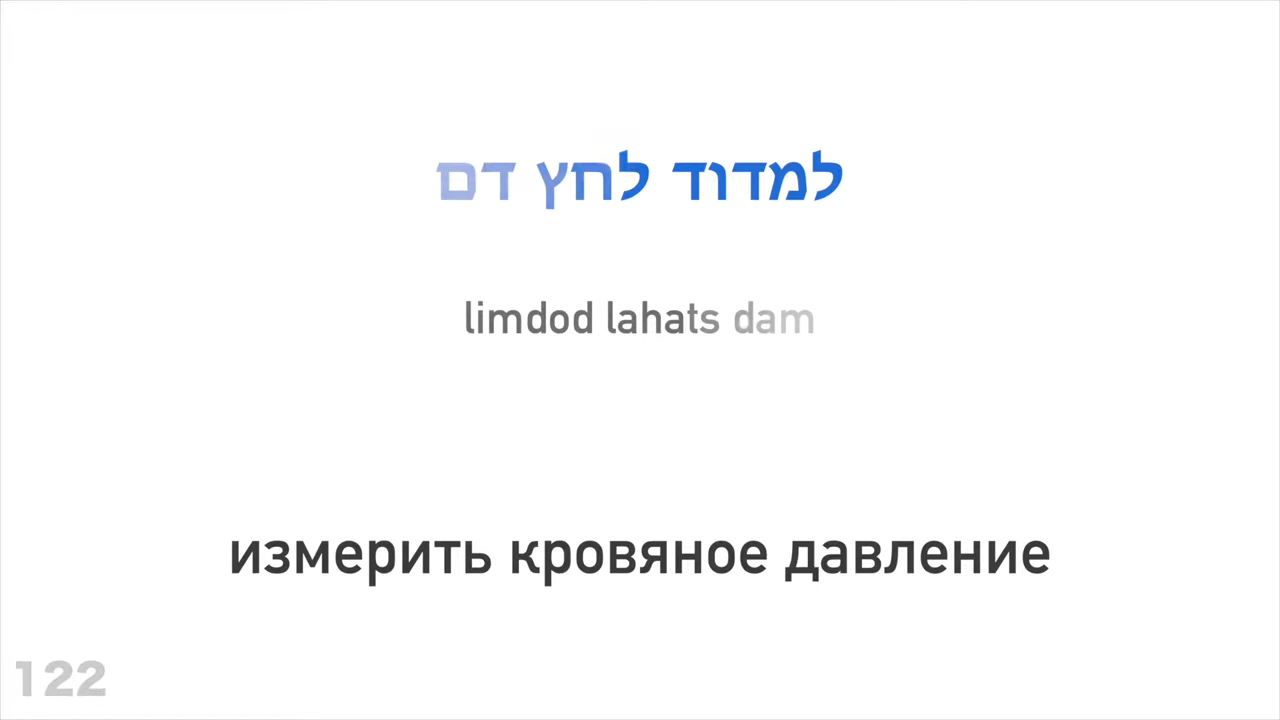 למדוד לחץ דם
limdod lahats dam
измерить кровяное давление
122